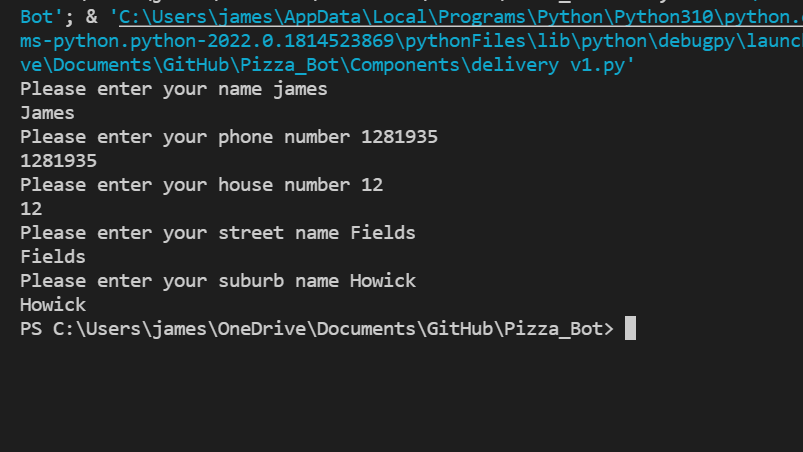 Bot'; & 'C:\Users\james\AppData\Local\Programs\Python\Python310\python.
ms-python.python-2022.0.1814523869\pythonFiles\lib\python\debugpy\launc
ve\Documents\GitHub\Pizza_Bot\Components\delivery v1.py'
Please enter your name james
James
Please enter your phone number 1281935
1281935
Please enter your house number 12
12
Please enter your street name Fields
Fields
Please enter your suburb name Howick
Howick
PS C:\Users\james\OneDrive\Documents\GitHub\Pizza_Bot>